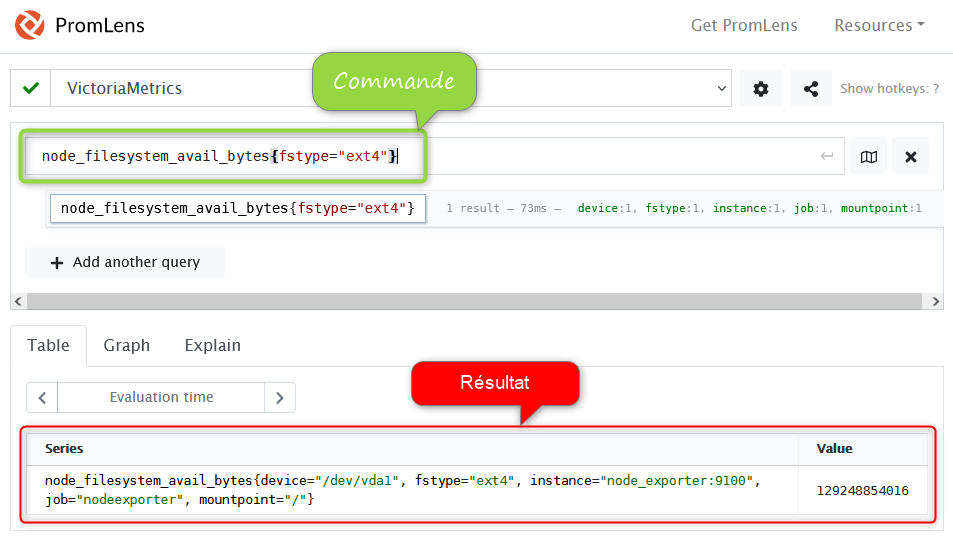 PromLens
Get PromLens
Resources
VictoriaMetrics
Commande
Show hotkeys: ?
node_filesystem_avail_bytes{fstype="ext4"}
node_filesystem_avail_bytes{fstype="ext4"}
1 result – 73ms – device:1, fstype:1, instance:1, job:1, mountpoint:1
+ Add another query
Table
Graph
Explain
Résultat
Evaluation time
Series
Value
node_filesystem_avail_bytes{device="/dev/vda1", fstype="ext4", instance="node_exporter:9100",
job="nodeexporter", mountpoint="/"}
129248854016